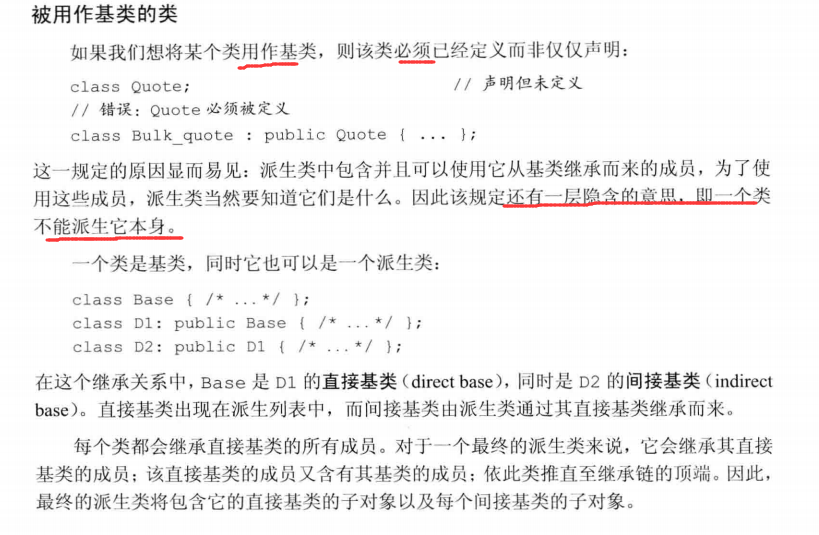 被用作基类的类
如果我们想将某个类用作基类，则该类必须已经定义而非仅仅声明：
class Quote; // 声明但未定义
// 错误：Quote 必须被定义
class Bulk_quote : public Quote { ... };
这一规定的原因显而易见：派生类中包含并且可以使用它从基类继承而来的成员，为了使
用这些成员，派生类当然要知道它们是什么。因此该规定还有一层隐含的意思，即一个类
不能派生它本身。
一个类是基类，同时它也可以是一个派生类：
class Base { /* ...*/ };
class D1: public Base { /* ...*/ };
class D2: public D1 { /* ...*/ };
在这个继承关系中，Base 是 D1 的直接基类（direct base），同时是 D2 的间接基类（indirect
base）。直接基类出现在派生列表中，而间接基类由派生类通过其直接基类继承而来。
每个类都会继承直接基类的所有成员。对于一个最终的派生类来说，它会继承其直接
基类的成员；该直接基类的成员又含有其基类的成员；依此类推直至继承链的顶端。因此，
最终的派生类将包含它的直接基类的子对象以及每个间接基类的子对象。